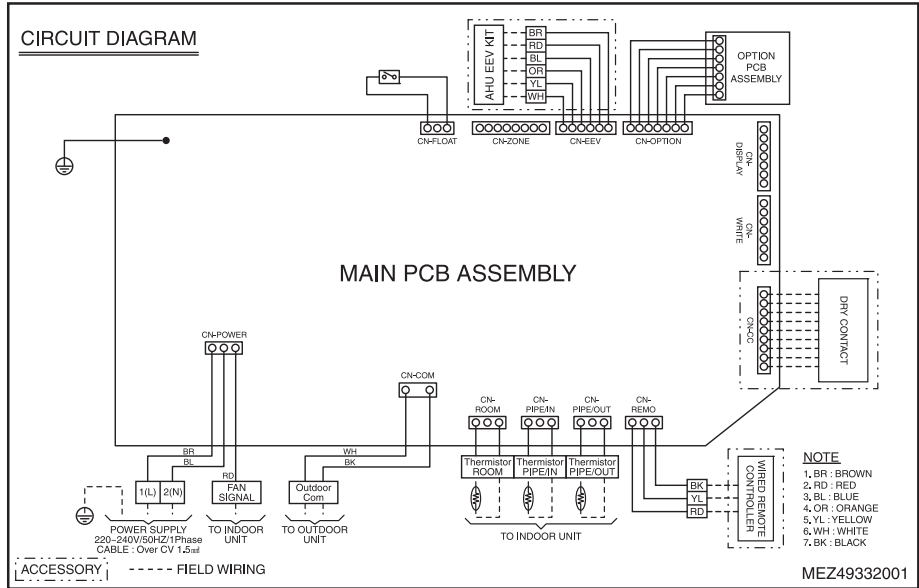 CIRCUIT DIAGRAM
AHU EEV KIT
BR
RD
BL
OR
YL
WH
OPTION
PCB
ASSEMBLY
CN-FLOAT
CN-ZONE
CN-EEV
CN-OPTION
CN-
DISPLAY
CN-
WRITE
MAIN PCB ASSEMBLY
CN-CC
DRY CONTACT
CN-POWER
CN-COM
CN-
ROOM
CN-
PIPE/IN
CN-
PIPE/OUT
CN-
REMO
BR
BL
RD
WH
BK
1(L)
2(N)
FAN
SIGNAL
Outdoor
Com
Thermistor
ROOM
Thermistor
PIPE/IN
Thermistor
PIPE/OUT
BK
YL
RD
WIRED REMOTE
CONTROLLER
POWER SUPPLY
220~240V/50HZ/1Phase
CABLE : Over CV 1.5㎟
TO INDOOR
UNIT
TO OUTDOOR
UNIT
TO INDOOR UNIT
NOTE
1. BR : BROWN
2. RD : RED
3. BL : BLUE
4. OR : ORANGE
5. YL : YELLOW
6. WH : WHITE
7. BK : BLACK
ACCESSORY
FIELD WIRING
MEZ49332001